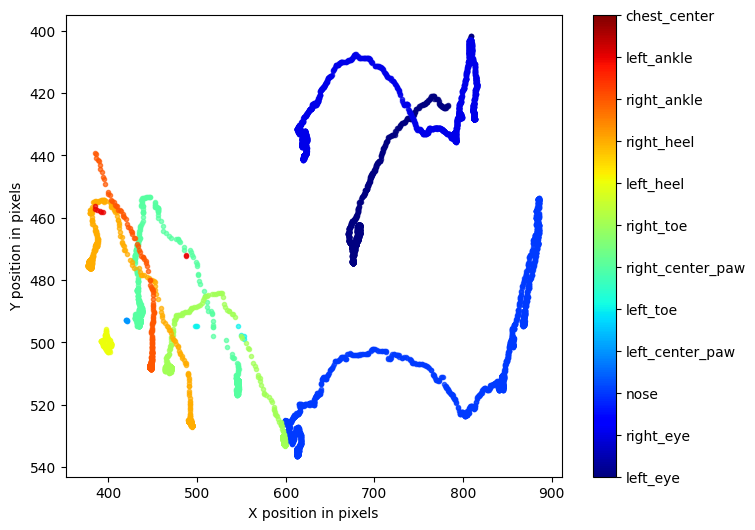 400
420
440
460
480
500
520
540
Y position in pixels
400
500
600
700
800
900
X position in pixels
chest_center
left_ankle
right_ankle
right_heel
left_heel
right_toe
right_center_paw
left_toe
left_center_paw
nose
right_eye
left_eye